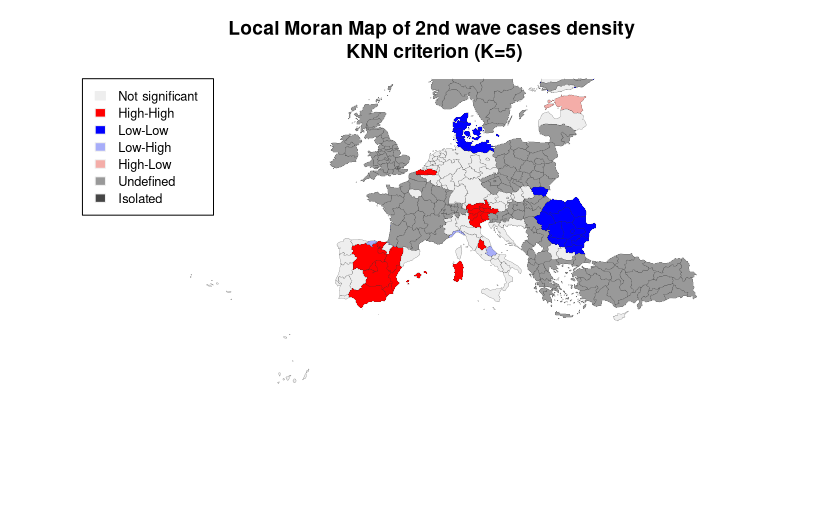 Local Moran Map of 2nd wave cases density
KNN criterion (K=5)
Not significant
High-High
Low-Low
Low-High
High-Low
Undefined
Isolated